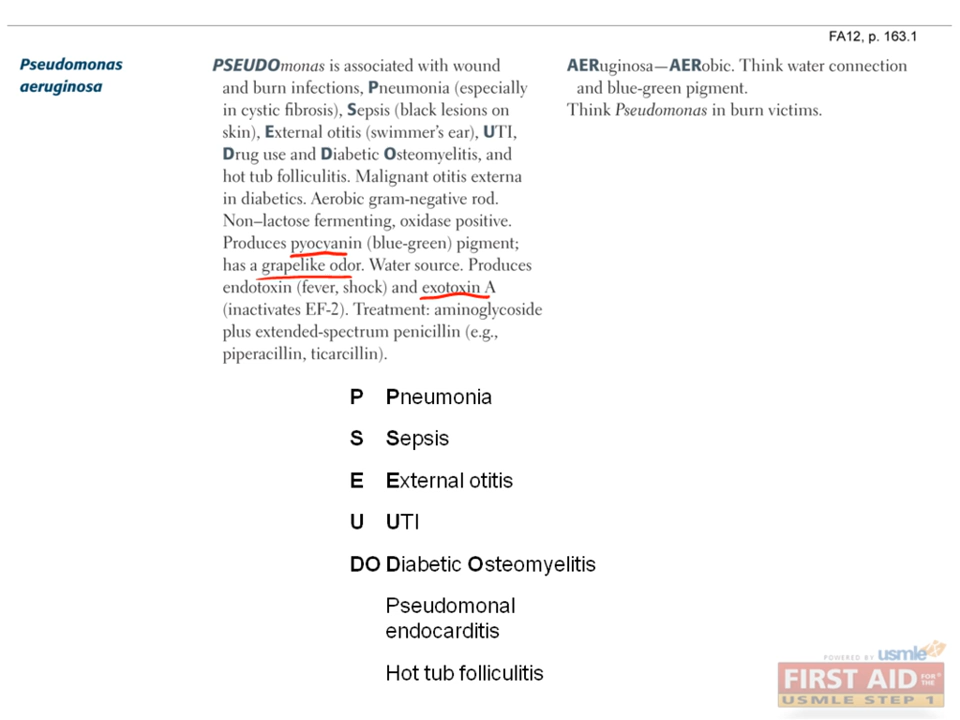 FA12, p. 163.1
Pseudomonas
aeruginosa
PSEUDOmonas is associated with wound
and burn infections, Pneumonia (especially
in cystic fibrosis), Sepsis (black lesions on
skin), External otitis (swimmer's ear), UTI,
Drug use and Diabetic Osteomyelitis, and
hot tub folliculitis. Malignant otitis externa
in diabetics. Aerobic gram-negative rod.
Non–lactose fermenting, oxidase positive.
Produces pyocyanin (blue-green) pigment;
has a grapelike odor. Water source. Produces
endotoxin (fever, shock) and exotoxin A
(inactivates EF-2). Treatment: aminoglycoside
plus extended-spectrum penicillin (e.g.,
piperacillin, ticarcillin).
AERuginosa—AERobic. Think water connection
and blue-green pigment.
Think Pseudomonas in burn victims.
P Pneumonia
S Sepsis
E External otitis
U UTI
DO Diabetic Osteomyelitis
Pseudomonal
endocarditis
Hot tub folliculitis
POWERED BY usmle
FIRST AID FOR THE
USMLE STEP 1